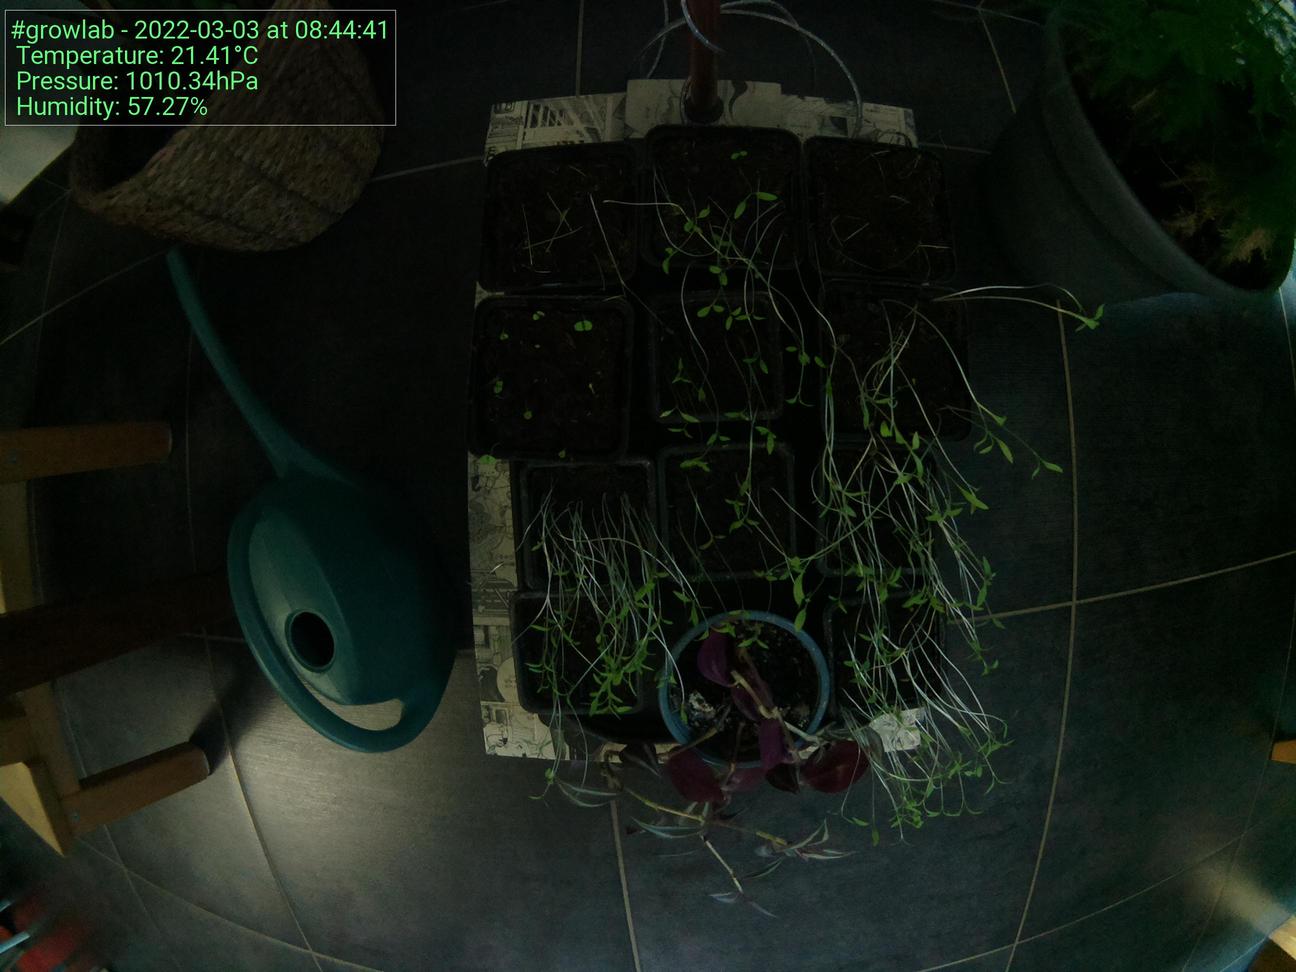 #growlab - 2022-03-03 at 08:44:41
Temperature: 21.41°C
Pressure: 1010.34hPa
Humidity: 57.27%